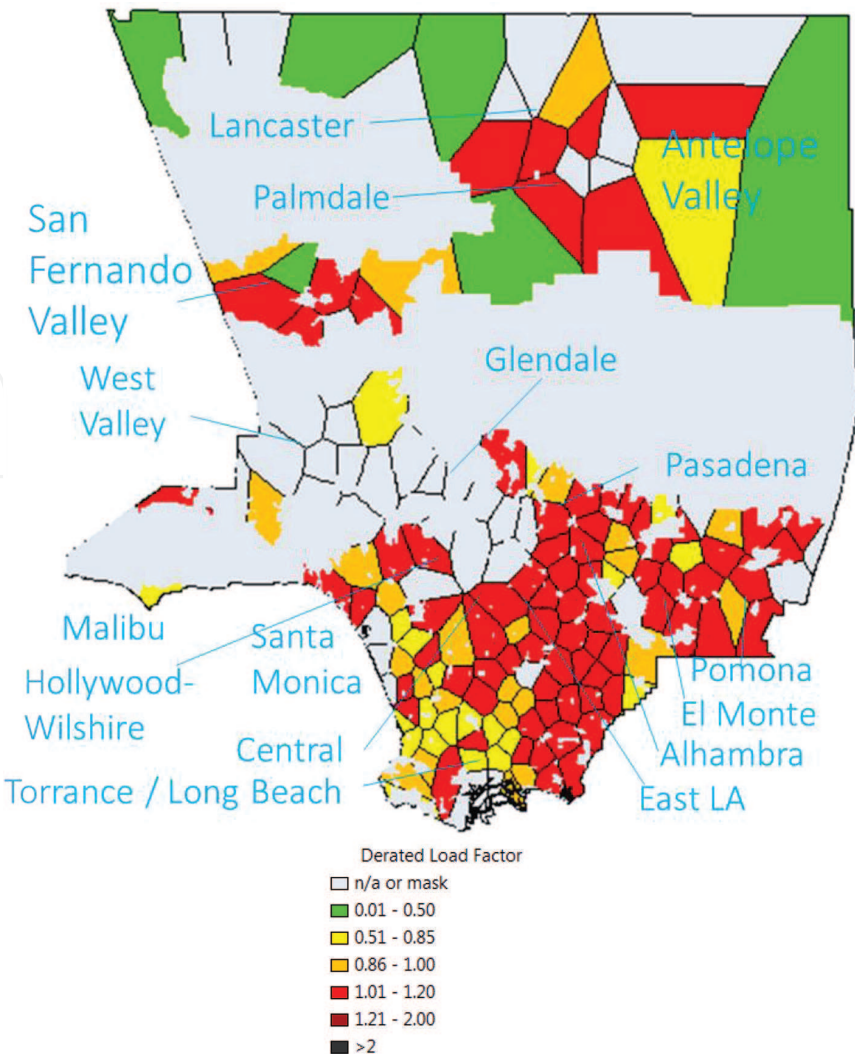 Lancaster
Antelope
Valley
Palmdale
San
Fernando
Valley
West
Valley
Glendale
Pasadena
Malibu
Santa
Monica
Hollywood-
Wilshire
Pomona
El Monte
Central
Alhambra
Torrance / Long Beach
East LA
Derated Load Factor
n/a or mask
0.01 - 0.50
0.51 - 0.85
0.86 - 1.00
1.01 - 1.20
1.21 - 2.00
>2